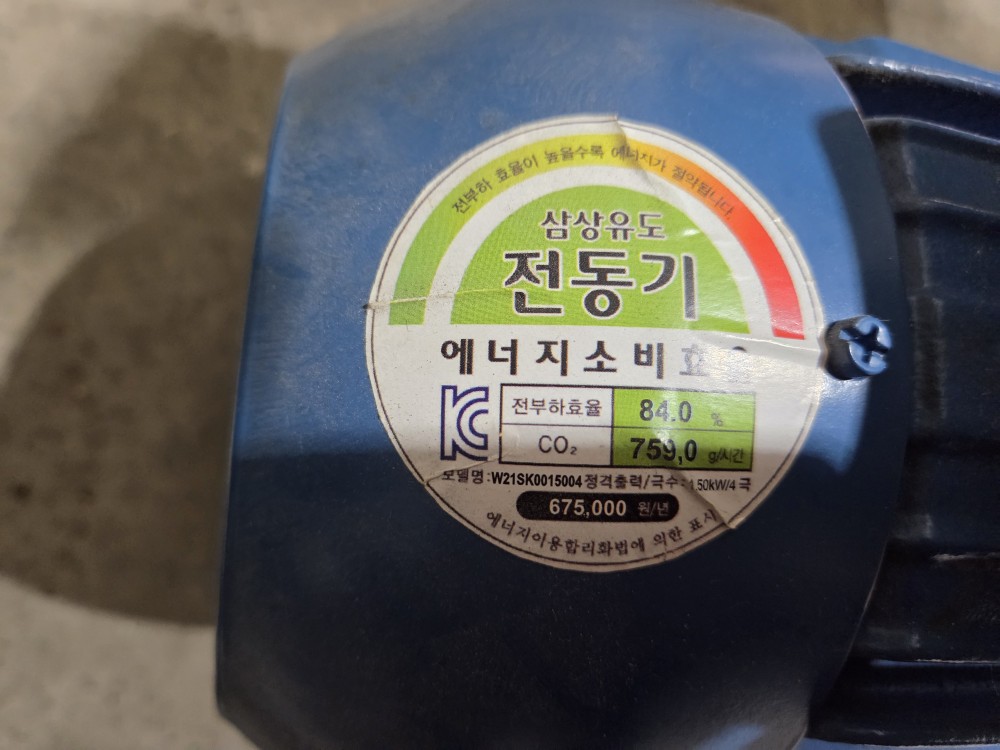 전부하 효율이 높을수록 에너지가 절약됩니다.
삼상유도
전동기
에너지소비효율
KC
전부하효율 84.0 %
CO₂ 759,0 g/시간
모델명:W21SK0015004 정격출력/극수: 1.50kW/4 극
675,000 원/년
에너지이용합리화법에 의한 표시